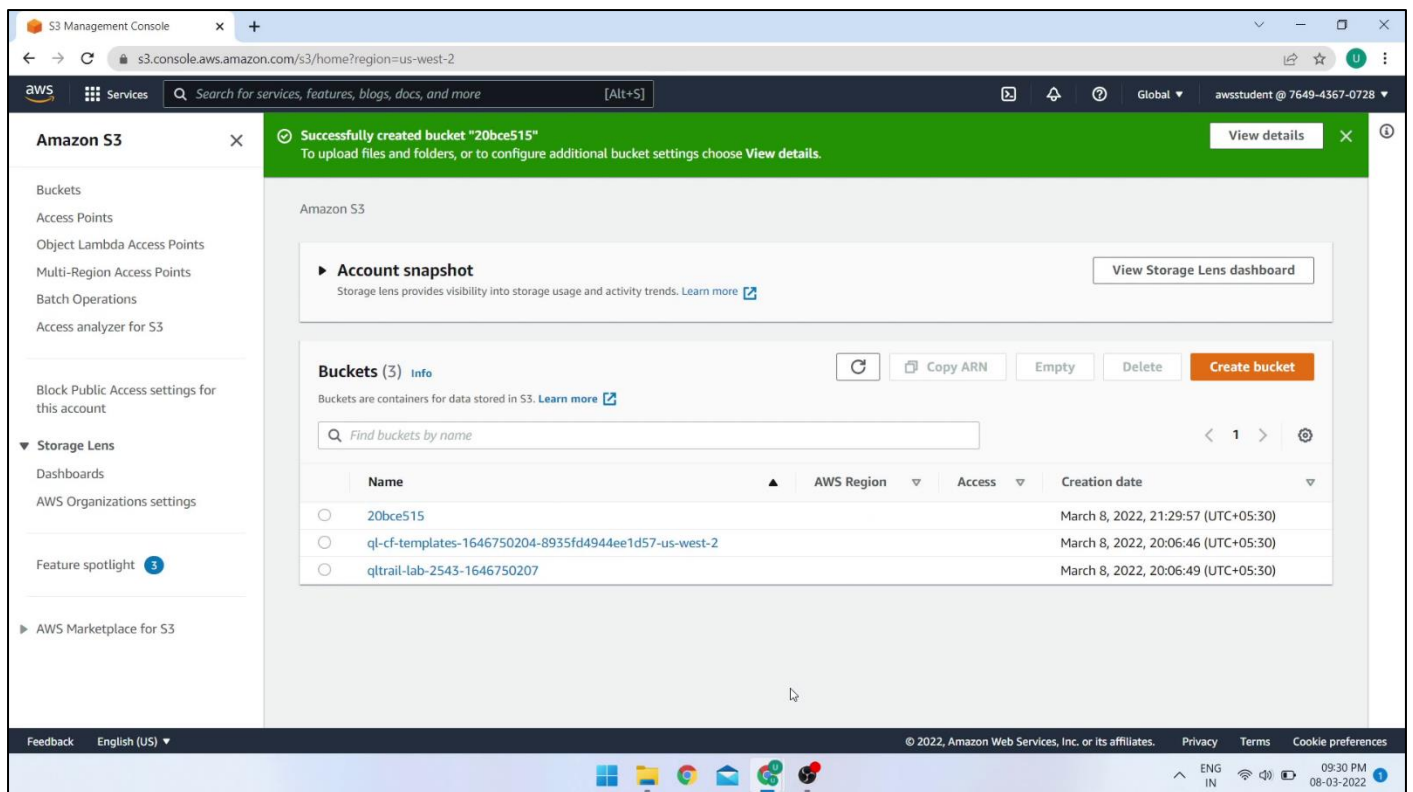 S3 Management Console
s3.console.aws.amazon.com/s3/home?region=us-west-2
U
aws
Services
Search for services, features, blogs, docs, and more [Alt+S]
Global
awsstudent @ 7649-4367-0728
Amazon S3
Buckets
Access Points
Object Lambda Access Points
Multi-Region Access Points
Batch Operations
Access analyzer for S3
Block Public Access settings for
this account
Storage Lens
Dashboards
AWS Organizations settings
Feature spotlight 3
AWS Marketplace for S3
Successfully created bucket "20bce515"
To upload files and folders, or to configure additional bucket settings choose View details.
View details
Amazon S3
Account snapshot
Storage lens provides visibility into storage usage and activity trends. Learn more
View Storage Lens dashboard
Buckets (3) Info
Buckets are containers for data stored in S3. Learn more
Copy ARN
Empty
Delete
Create bucket
Find buckets by name
1
Name AWS Region Access Creation date
20bce515 March 8, 2022, 21:29:57 (UTC+05:30)
ql-cf-templates-1646750204-8935fd4944ee1d57-us-west-2 March 8, 2022, 20:06:46 (UTC+05:30)
qltrail-lab-2543-1646750207 March 8, 2022, 20:06:49 (UTC+05:30)
Feedback English (US) © 2022, Amazon Web Services, Inc. or its affiliates. Privacy Terms Cookie preferences
ENG
IN
09:30 PM
08-03-2022
1